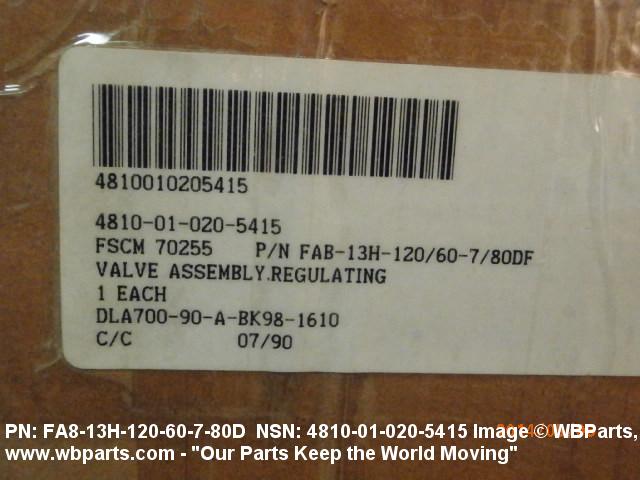 4810010205415
4810-01-020-5415
FSCM 70255 P/N FAB-13H-120/60-7/80DF
VALVE ASSEMBLY.REGULATING
1 EACH
DLA700-90-A-BK98-1610
C/C 07/90
PN: FA8-13H-120-60-7-80D NSN: 4810-01-020-5415 Image © WBParts,
www.wbparts.com - "Our Parts Keep the World Moving"